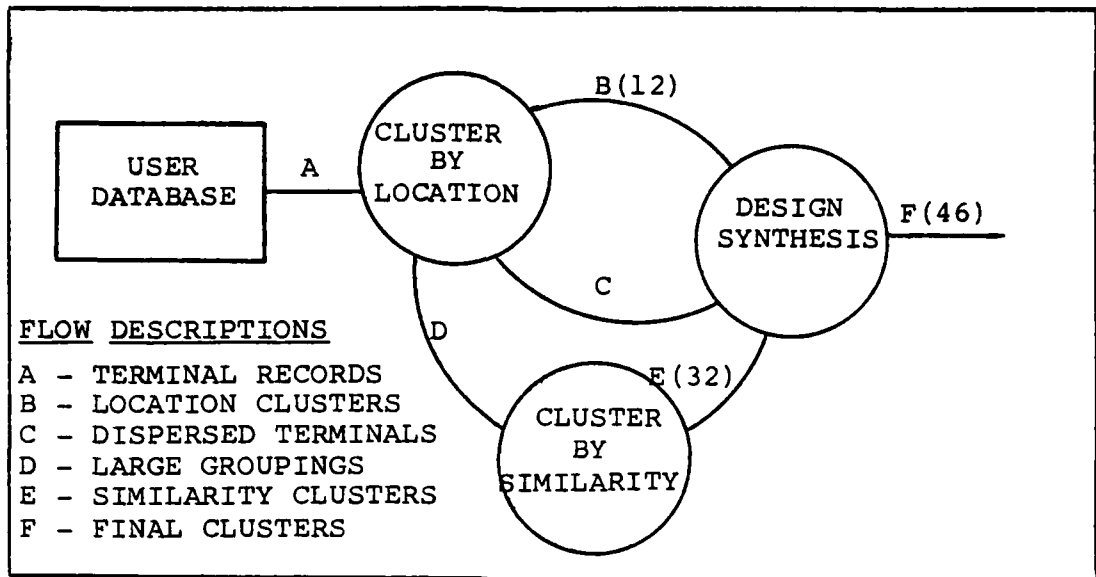 USER
DATABASE
A
CLUSTER
BY
LOCATION
B(12)
DESIGN
SYNTHESIS
F(46)
C
D
E(32)
CLUSTER
BY
SIMILARITY
FLOW DESCRIPTIONS
A - TERMINAL RECORDS
B - LOCATION CLUSTERS
C - DISPERSED TERMINALS
D - LARGE GROUPINGS
E - SIMILARITY CLUSTERS
F - FINAL CLUSTERS